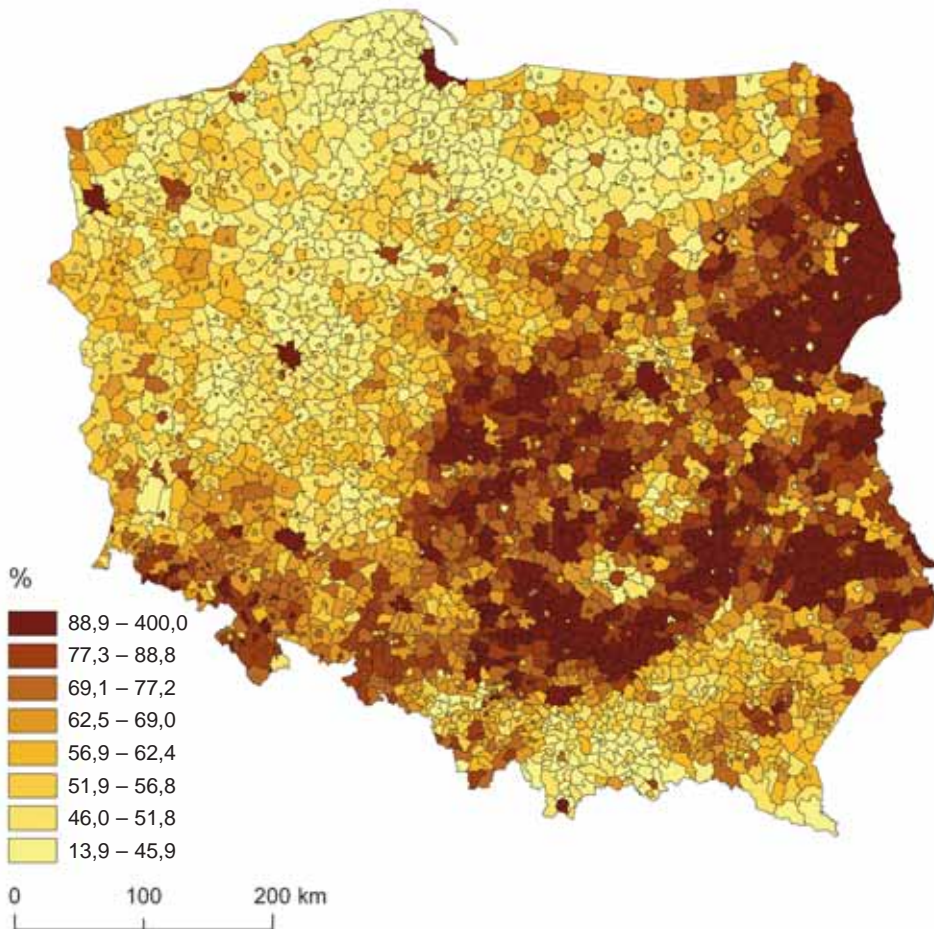 %
88,9 – 400,0
77,3 – 88,8
69,1 – 77,2
62,5 – 69,0
56,9 – 62,4
51,9 – 56,8
46,0 – 51,8
13,9 – 45,9
0 100 200 km